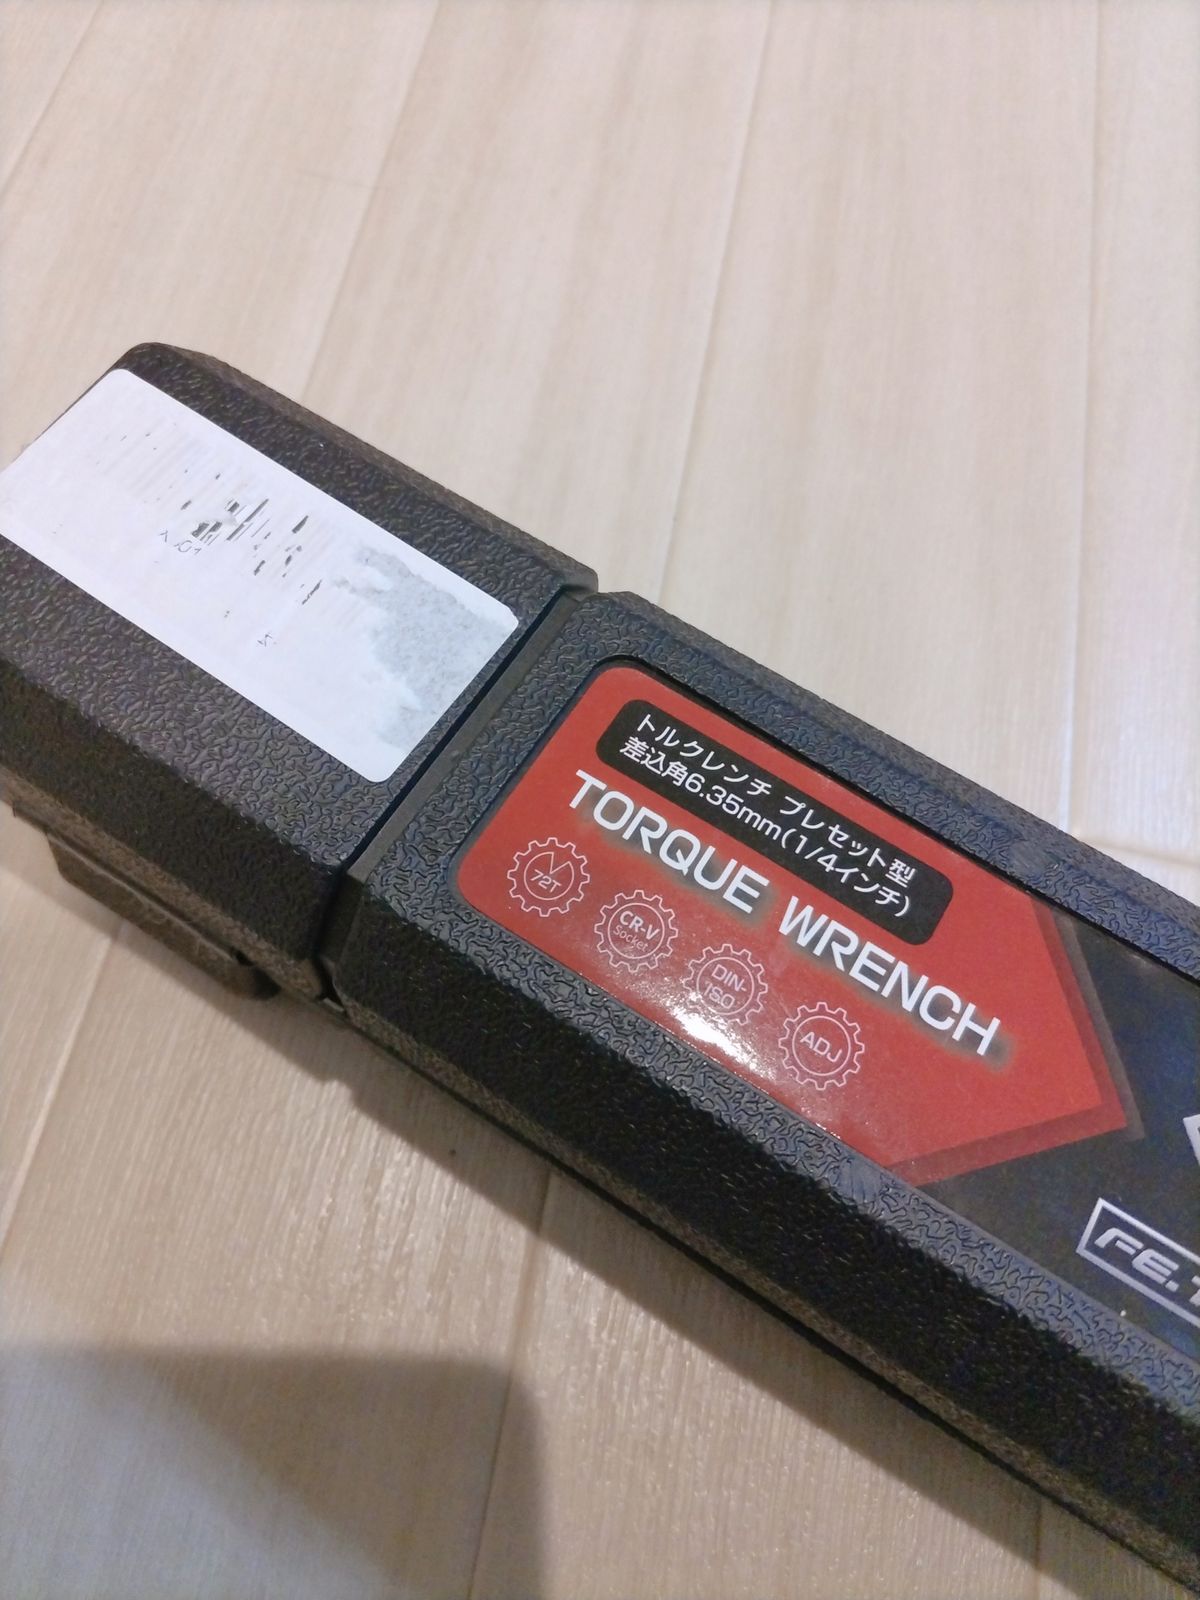 トルクレンチ プレセット型
差込角6.35mm(1/4インチ)
TORQUE WRENCH
72T
CR-V
Socket
DIN-
ISO
ADJ